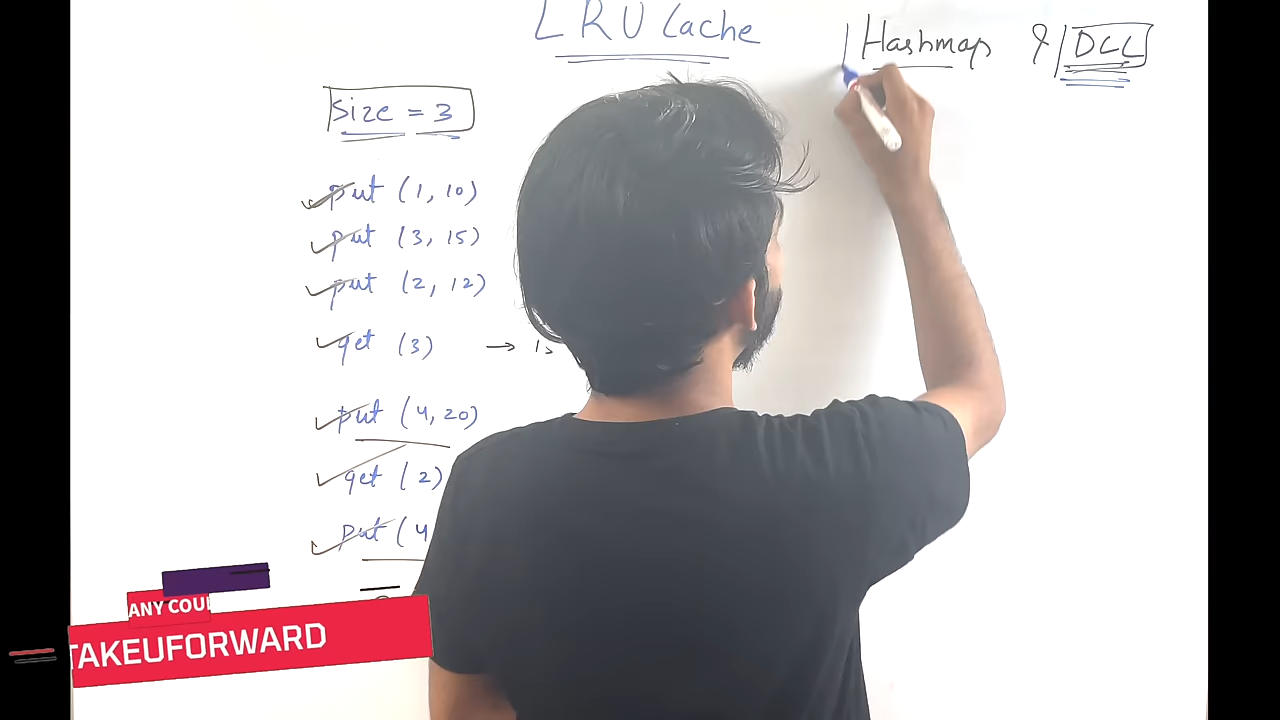 LRU Cache
Hashmap & DLL
Size = 3
put (1, 10)
put (3, 15)
put (2, 12)
get (3) → 15
put (4, 20)
get (2)
put (4
ANY COU
TAKEUFORWARD